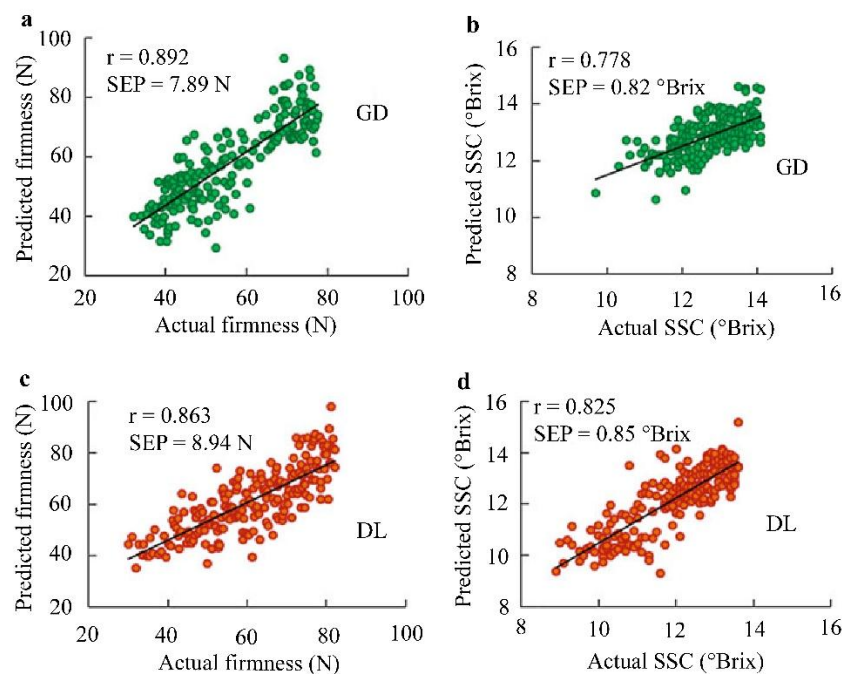 a
r = 0.892
SEP = 7.89 N
GD
Predicted firmness (N)
100
80
60
40
20
20 40 60 80 100
Actual firmness (N)
b
r = 0.778
SEP = 0.82 °Brix
GD
Predicted SSC (°Brix)
16
14
12
10
8
8 10 12 14 16
Actual SSC (°Brix)
c
r = 0.863
SEP = 8.94 N
DL
Predicted firmness (N)
100
80
60
40
20
20 40 60 80 100
Actual firmness (N)
d
r = 0.825
SEP = 0.85 °Brix
DL
Predicted SSC (°Brix)
16
14
12
10
8
8 10 12 14 16
Actual SSC (°Brix)